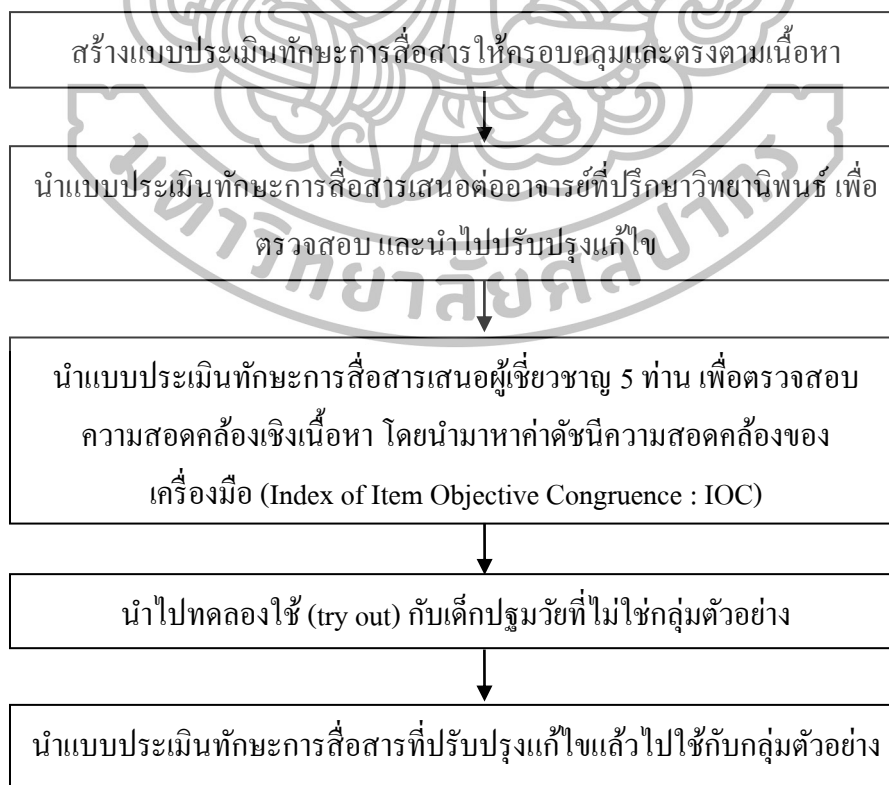 สร้างแบบประเมินทักษะการสื่อสารให้ครอบคลุมและตรงตามเนื้อหา
นำแบบประเมินทักษะการสื่อสารเสนอต่ออาจารย์ที่ปรึกษาวิทยานิพนธ์ เพื่อ
ตรวจสอบ และนำไปปรับปรุงแก้ไข
มหาวิทยาลัยศิลปากร
นำแบบประเมินทักษะการสื่อสารเสนอผู้เชี่ยวชาญ 5 ท่าน เพื่อตรวจสอบ
ความสอดคล้องเชิงเนื้อหา โดยนำมาหาค่าดัชนีความสอดคล้องของ
เครื่องมือ (Index of Item Objective Congruence : IOC)
นำไปทดลองใช้ (try out) กับเด็กปฐมวัยที่ไม่ใช่กลุ่มตัวอย่าง
นำแบบประเมินทักษะการสื่อสารที่ปรับปรุงแก้ไขแล้วไปใช้กับกลุ่มตัวอย่าง